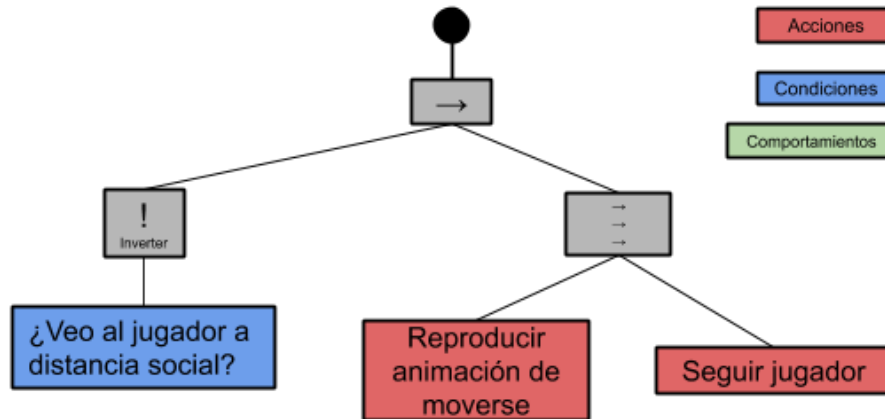 Acciones
→
Condiciones
Comportamientos
!
Inverter
→
→
→
¿Veo al jugador a
distancia social?
Reproducir
animación de
moverse
Seguir jugador